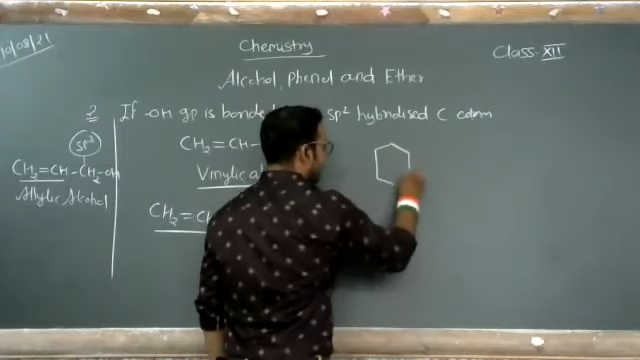 10/08/21
Chemistry
Class-XII
Alcohol, Phenol and Ether
2 If -OH gp is bonded sp² hybridised C atom
CH₂=CH-
Vinylic a
CH₂=CH
sp³
CH₂=CH-CH₂-OH
Allylic Alcohol